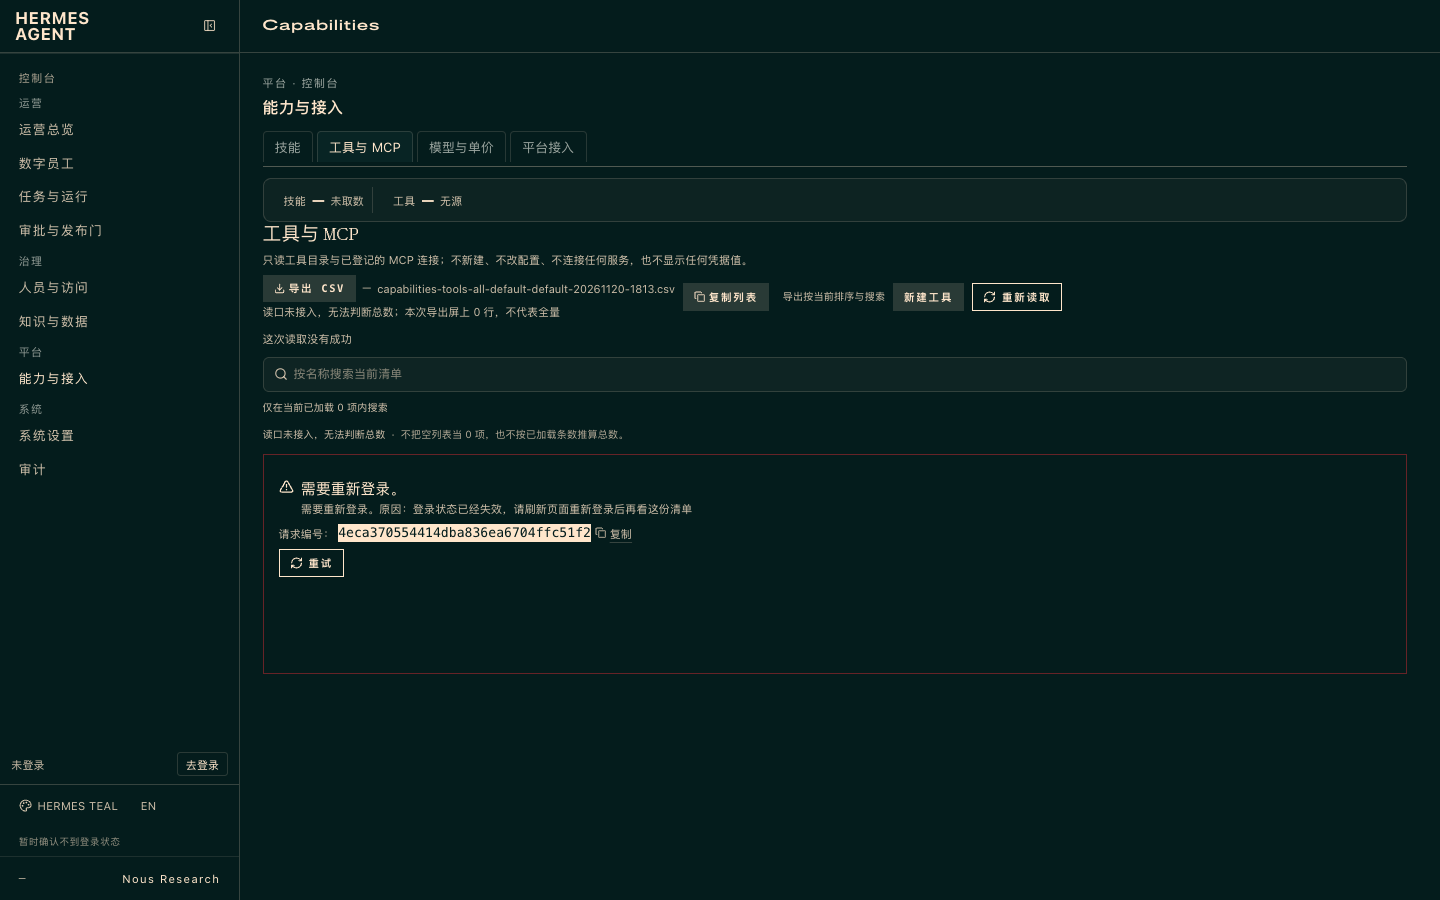 HERMES
AGENT
Capabilities
控制台
运营
运营总览
数字员工
任务与运行
审批与发布门
治理
人员与访问
知识与数据
平台
能力与接入
系统
系统设置
审计
未登录 去登录
HERMES TEAL EN
暂时确认不到登录状态
— Nous Research
平台 · 控制台
能力与接入
技能 工具与 MCP 模型与单价 平台接入
技能 — 未取数 工具 — 无源
工具与 MCP
只读工具目录与已登记的 MCP 连接；不新建、不改配置、不连接任何服务，也不显示任何凭据值。
导出 CSV — capabilities-tools-all-default-default-20261120-1813.csv 复制列表 导出按当前排序与搜索 新建工具 重新读取
读口未接入，无法判断总数；本次导出屏上 0 行，不代表全量
这次读取没有成功
按名称搜索当前清单
仅在当前已加载 0 项内搜索
读口未接入，无法判断总数 · 不把空列表当 0 项，也不按已加载条数推算总数。
需要重新登录。
需要重新登录。原因：登录状态已经失效，请刷新页面重新登录后再看这份清单
请求编号： 4eca370554414dba836ea6704ffc51f2 复制
重试